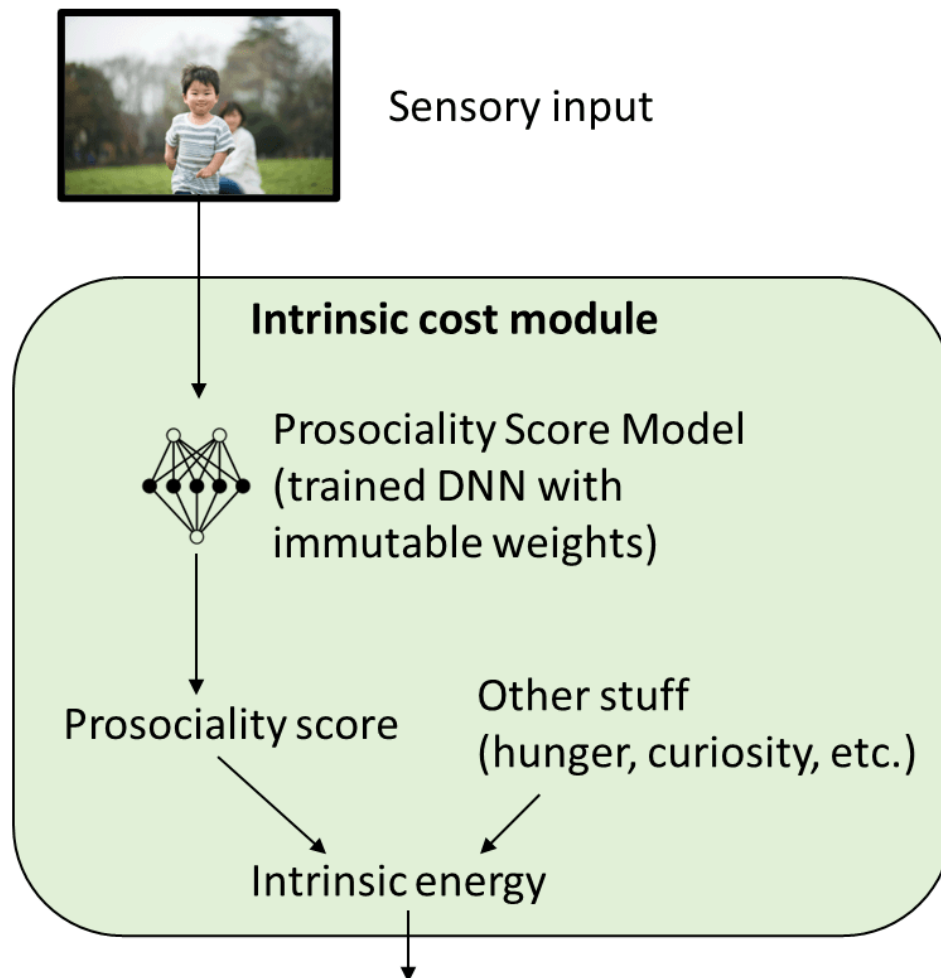 Sensory input
Intrinsic cost module
Prosociality Score Model
(trained DNN with
immutable weights)
Prosociality score
Other stuff
(hunger, curiosity, etc.)
Intrinsic energy